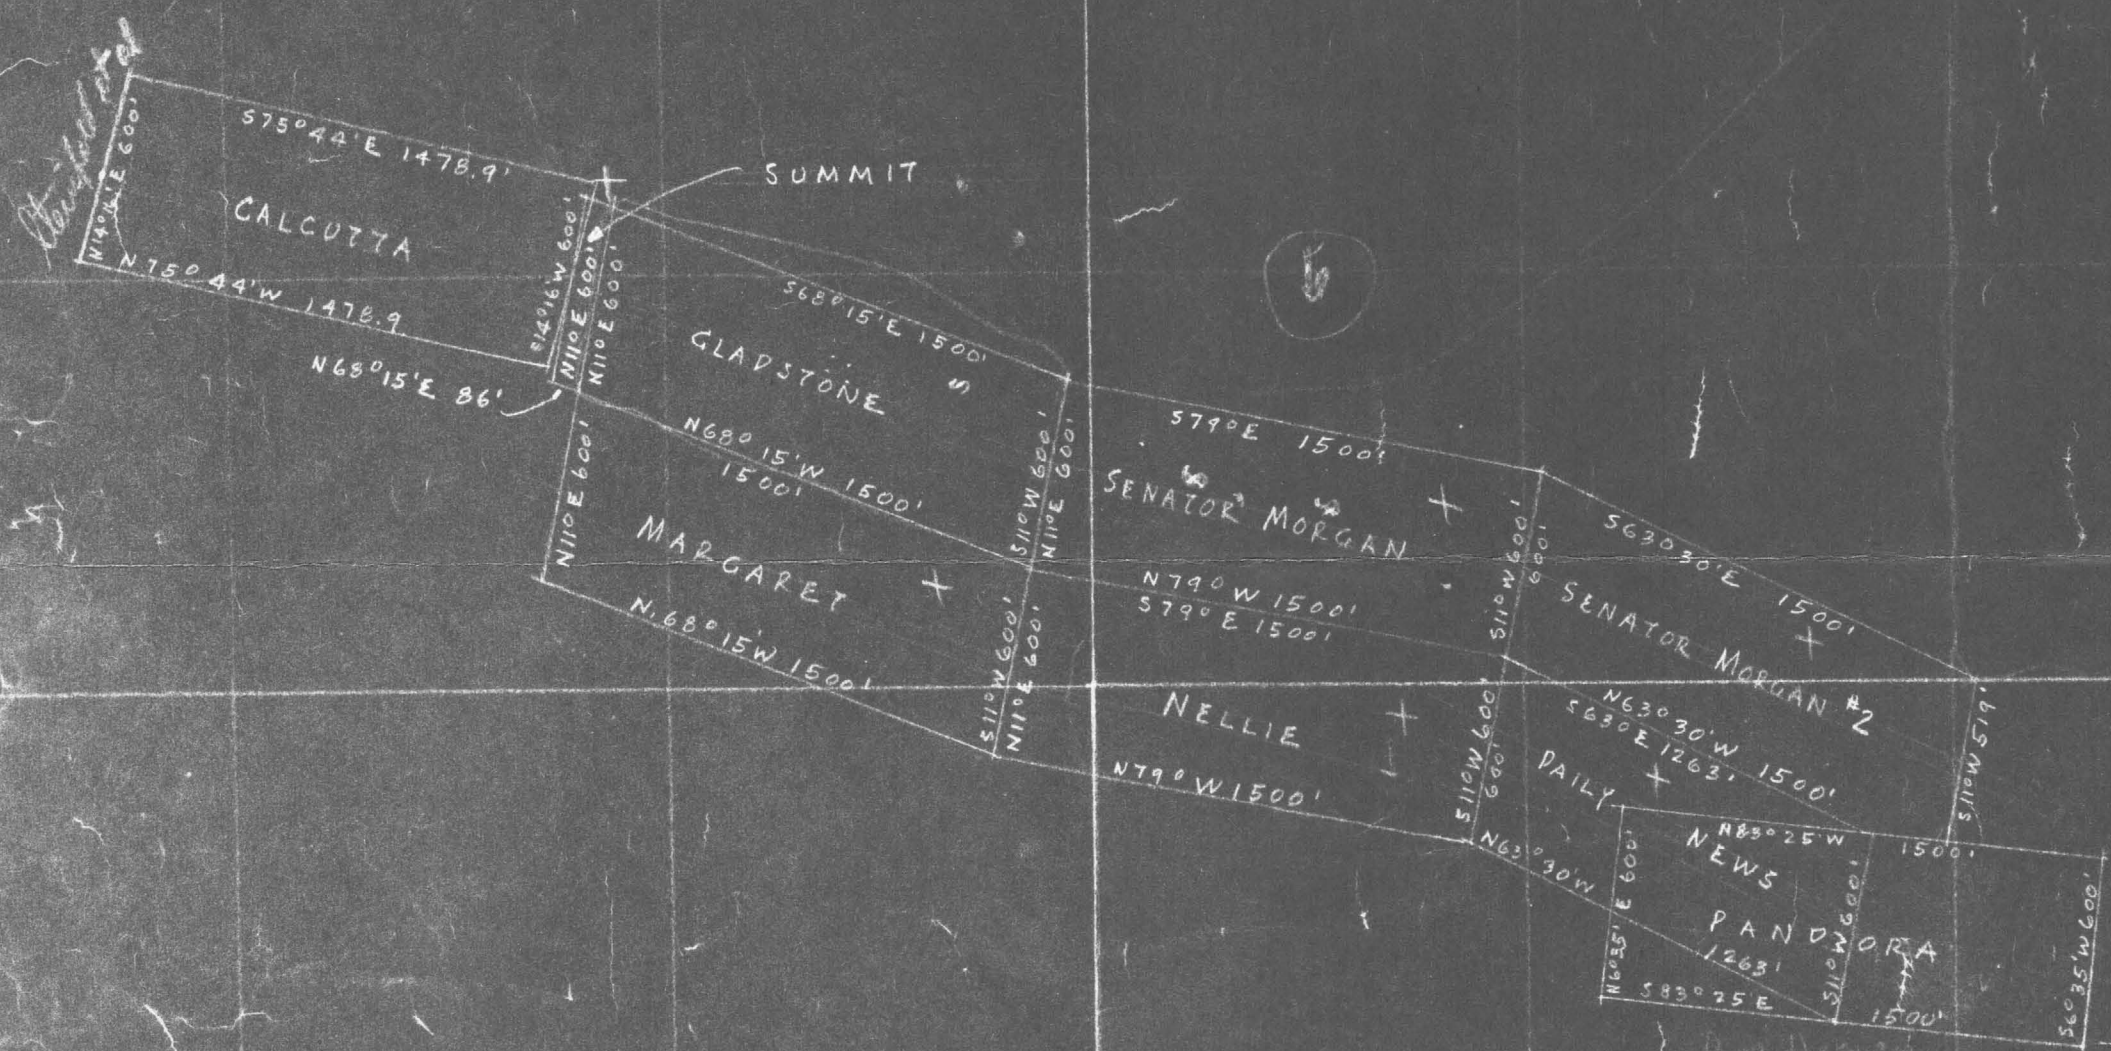 S75°44'E 1478.9'
N14°16'E 600'
CALCUTTA
N75°44'W 1478.9
S14°16'W 600'
SUMMIT
N11°E 600'
N11°E 600'
N68°15'E 86'
S68°15'E 1500'
GLADSTONE
N68°15'W 1500'
1500'
S11°W 600'
N11°E 600'
N11°E 600'
MARGARET
N.68°15'W 1500'
S11°W 600'
N11°E 600'
S79°E 1500'
SENATOR MORGAN
N79°W 1500'
S79°E 1500'
S11°W 600'
600'
NELLIE
N79°W 1500'
S11°W 600'
600'
S63°30'E 1500'
SENATOR MORGAN #2
N63°30'W 1500'
S63°E 1263'
S11°W 519'
DAILY
NEWS
N63°30'W
1263'
S11°W 600'
N83°25'W 1500'
PANDORA
N6°35'E 600'
S83°25'E 1500'
S6°35'W 600'